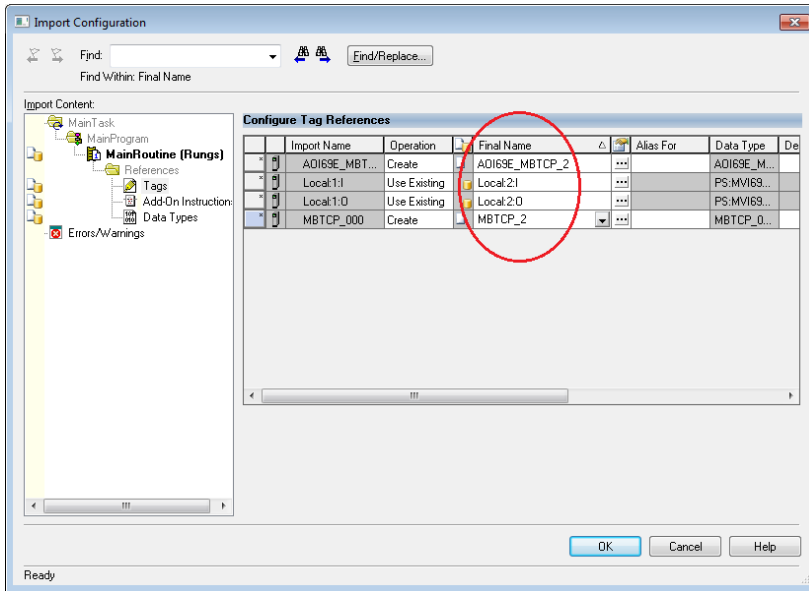 Import Configuration
Find: Find/Replace...
Find Within: Final Name
Import Content:
MainTask
MainProgram
MainRoutine (Rungs)
References
Tags
Add-On Instruction:
Data Types
Errors/Warnings
Configure Tag References
Import Name Operation Final Name Alias For Data Type De
* AOI69E_MBT... Create AOI69E_MBTCP_2 ... AOI69E_M...
* Local:1:I Use Existing Local:2:I ... PS:MVI69...
* Local:1:O Use Existing Local:2:O ... PS:MVI69...
* MBTCP_000 Create MBTCP_2 ... MBTCP_0...
OK Cancel Help
Ready